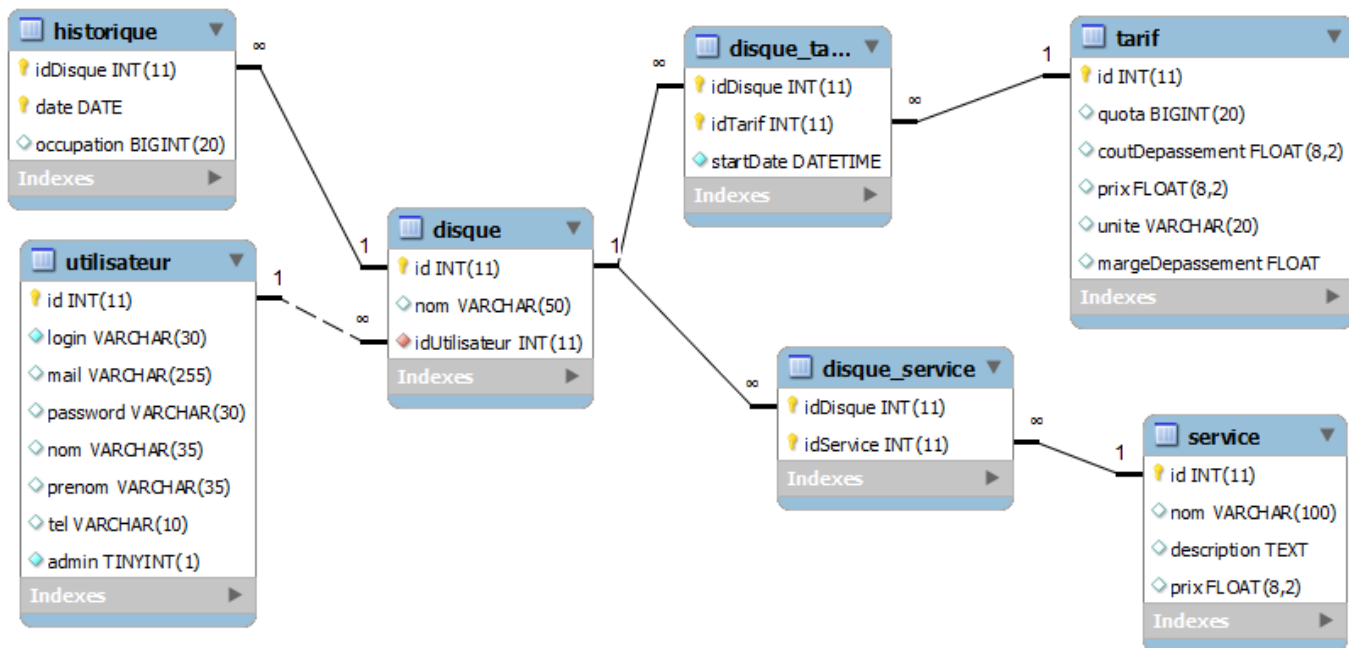 historique
idDisque INT(11)
date DATE
occupation BIGINT(20)
Indexes
∞
1
utilisateur
id INT(11)
login VARCHAR(30)
mail VARCHAR(255)
password VARCHAR(30)
nom VARCHAR(35)
prenom VARCHAR(35)
tel VARCHAR(10)
admin TINYINT(1)
Indexes
1
∞
disque
id INT(11)
nom VARCHAR(50)
idUtilisateur INT(11)
Indexes
1
∞
disque_ta...
idDisque INT(11)
idTarif INT(11)
startDate DATETIME
Indexes
∞
1
tarif
id INT(11)
quota BIGINT(20)
coutDepassement FLOAT(8,2)
prix FLOAT(8,2)
unite VARCHAR(20)
margeDepassement FLOAT
Indexes
∞
disque_service
idDisque INT(11)
idService INT(11)
Indexes
∞
1
service
id INT(11)
nom VARCHAR(100)
description TEXT
prix FLOAT(8,2)
Indexes